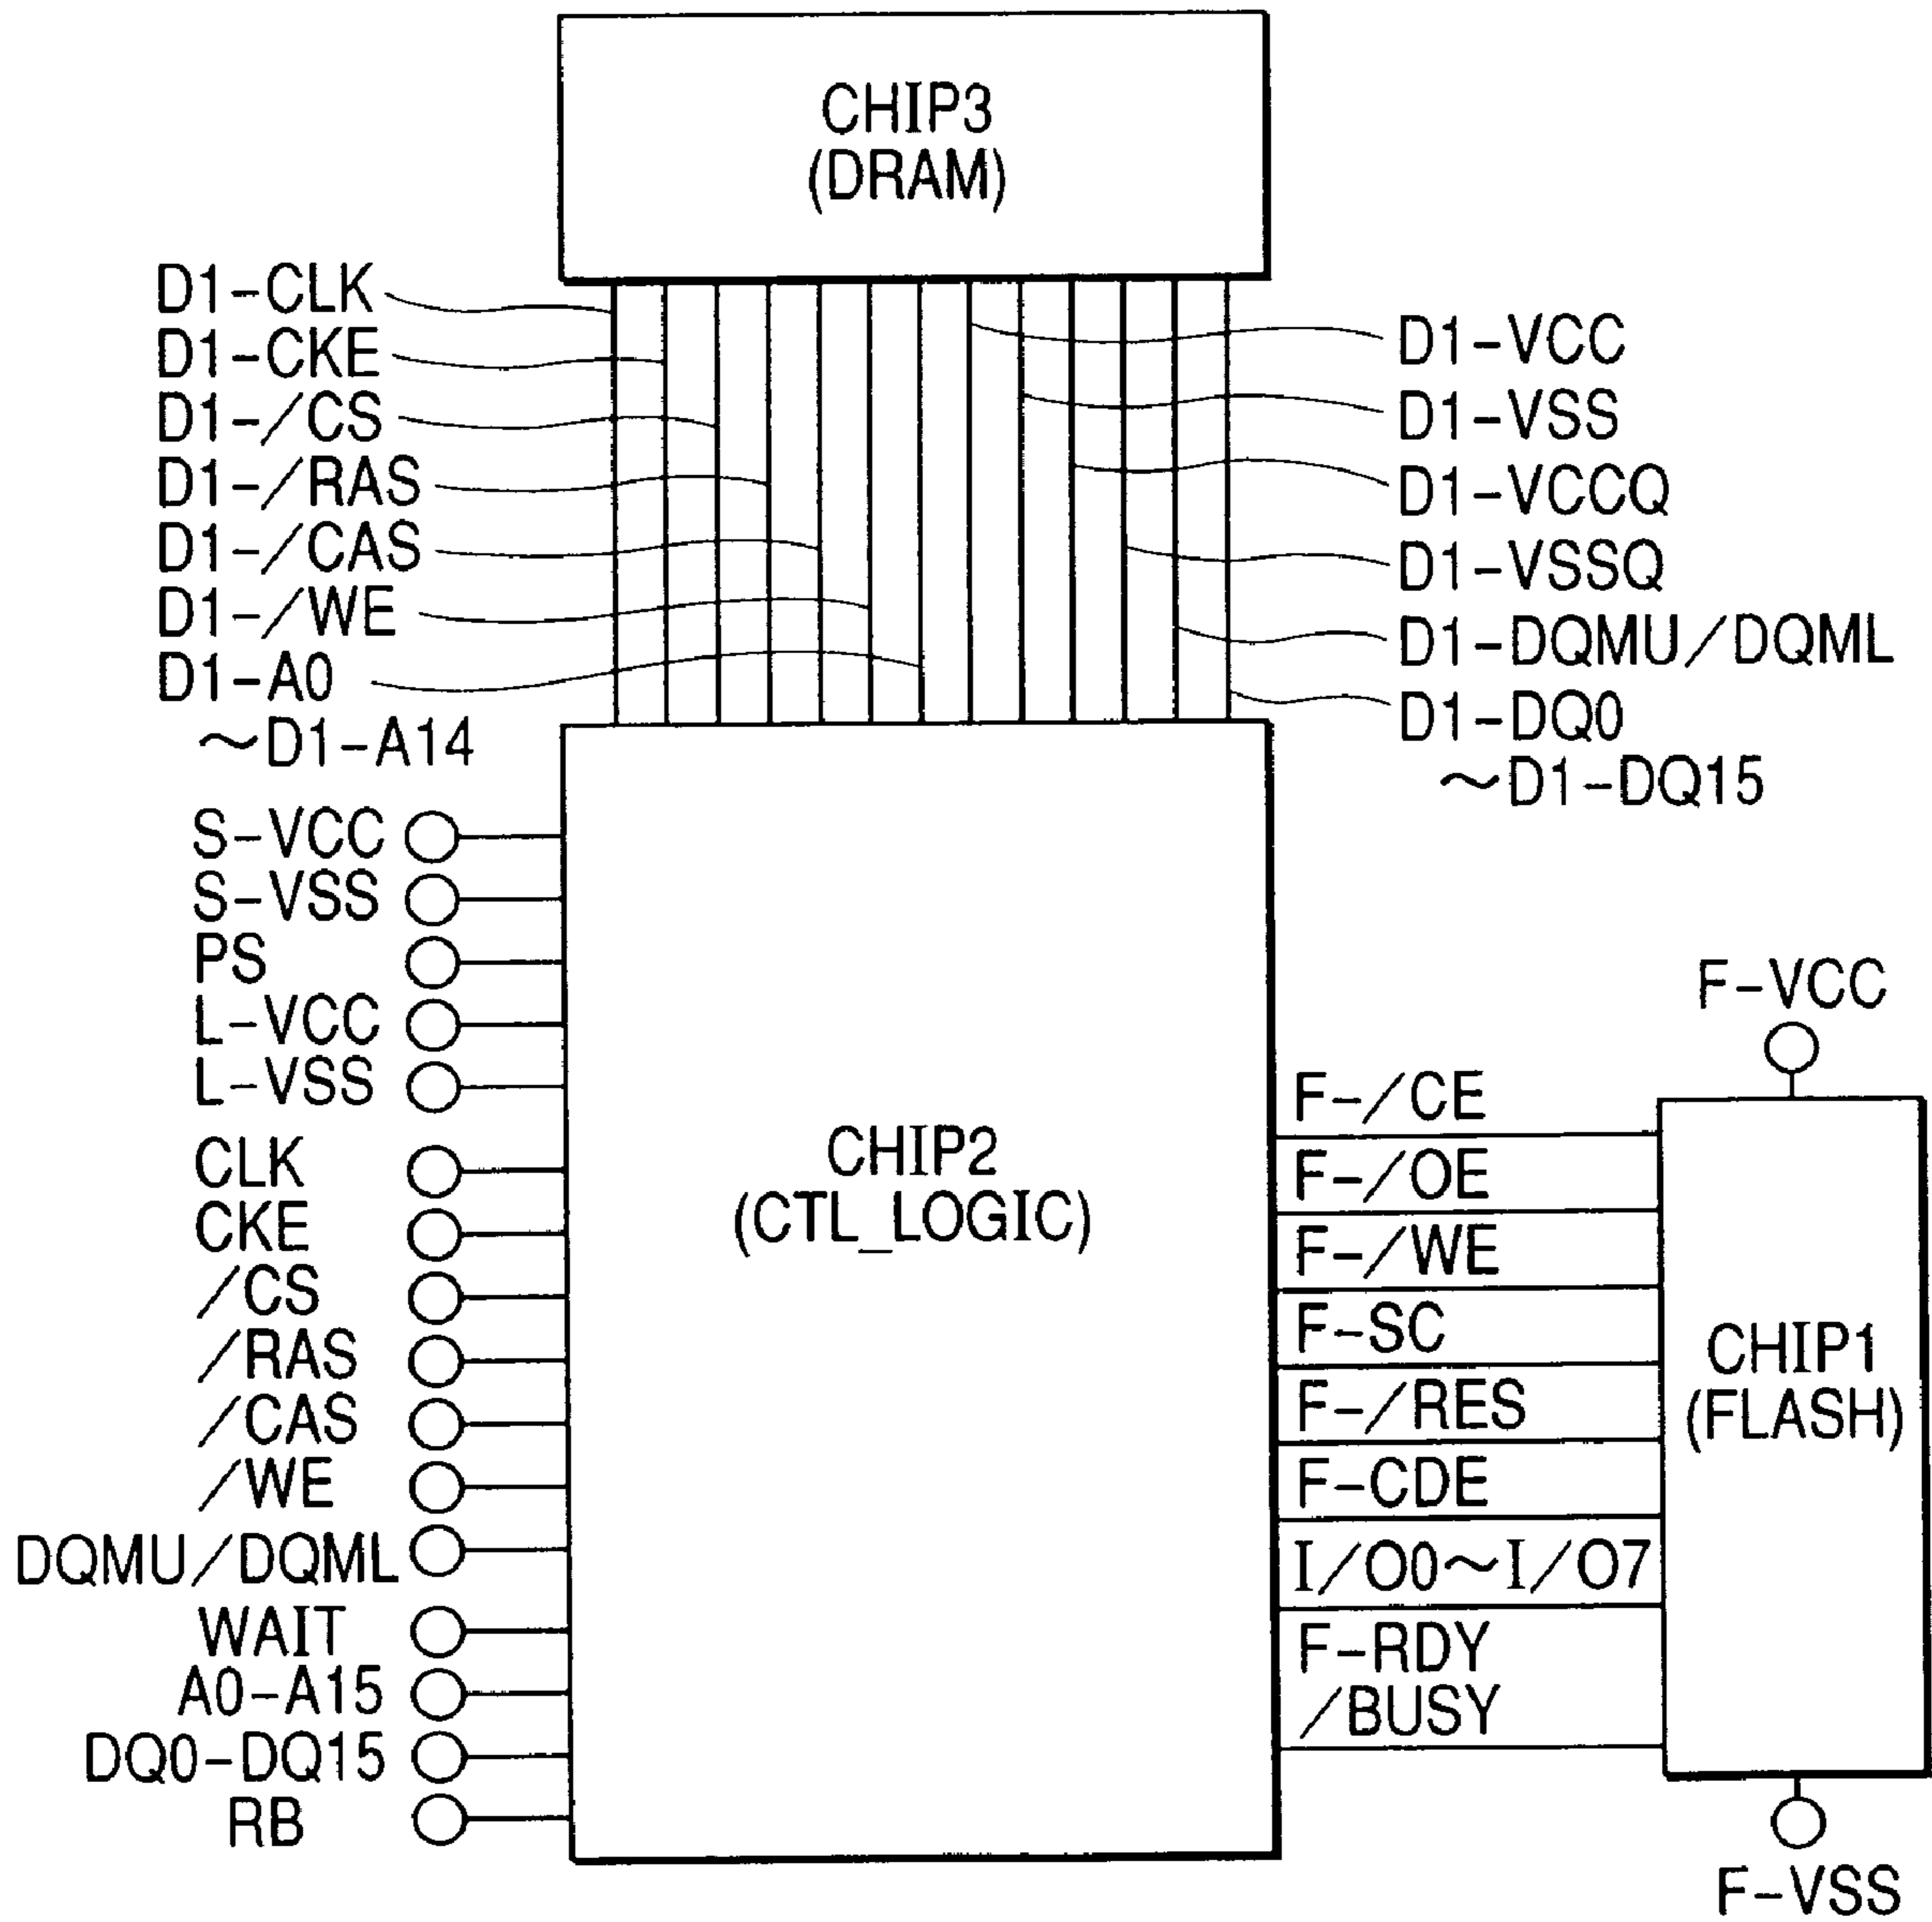 CHIP3
(DRAM)
D1-CLK
D1-CKE
D1-/CS
D1-/RAS
D1-/CAS
D1-/WE
D1-A0
~D1-A14
D1-VCC
D1-VSS
D1-VCCQ
D1-VSSQ
D1-DQMU/DQML
D1-DQ0
~D1-DQ15
S-VCC
S-VSS
PS
L-VCC
L-VSS
CLK
CKE
/CS
/RAS
/CAS
/WE
DQMU/DQML
WAIT
A0-A15
DQ0-DQ15
RB
CHIP2
(CTL_LOGIC)
F-/CE
F-/OE
F-/WE
F-SC
F-/RES
F-CDE
I/O0~I/O7
F-RDY
/BUSY
F-VCC
CHIP1
(FLASH)
F-VSS